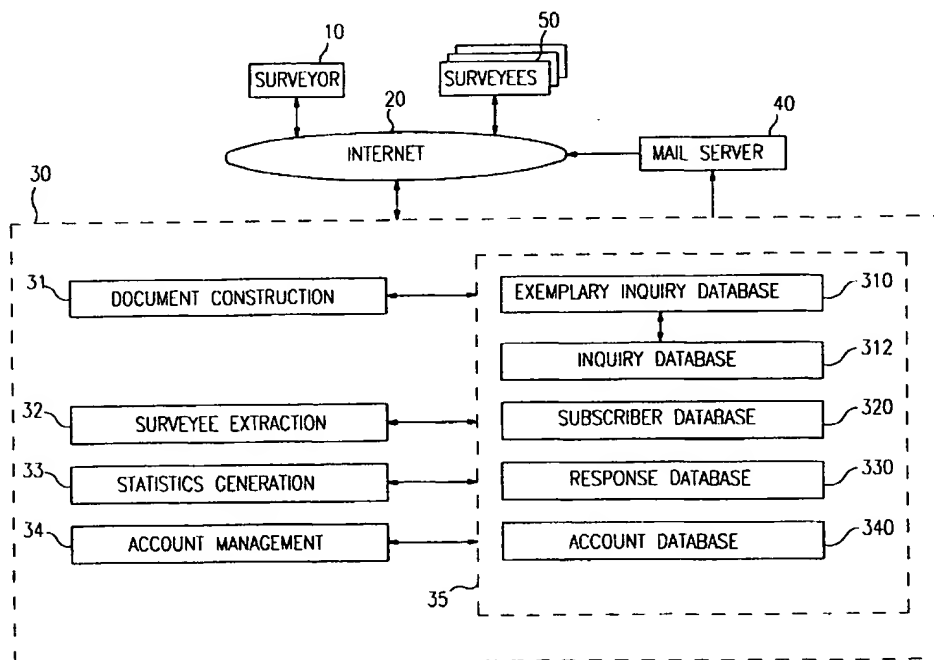 10
50
SURVEYOR
SURVEYEES
20
40
INTERNET
MAIL SERVER
30
31
DOCUMENT CONSTRUCTION
EXEMPLARY INQUIRY DATABASE
310
INQUIRY DATABASE
312
32
SURVEYEE EXTRACTION
SUBSCRIBER DATABASE
320
33
STATISTICS GENERATION
RESPONSE DATABASE
330
34
ACCOUNT MANAGEMENT
ACCOUNT DATABASE
340
35